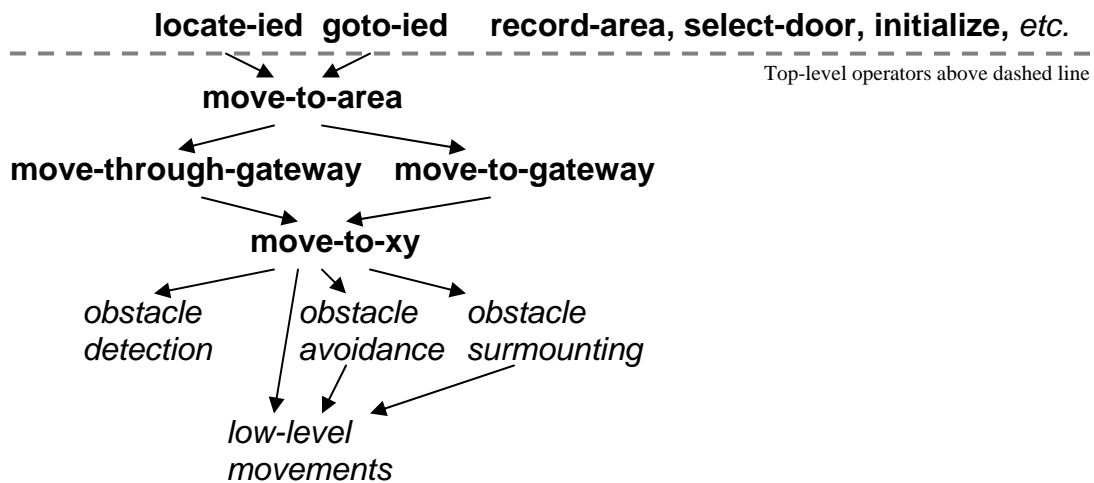 locate-ied goto-ied record-area, select-door, initialize, etc.
Top-level operators above dashed line
move-to-area
move-through-gateway move-to-gateway
move-to-xy
obstacle detection
obstacle avoidance
obstacle surmounting
low-level
movements